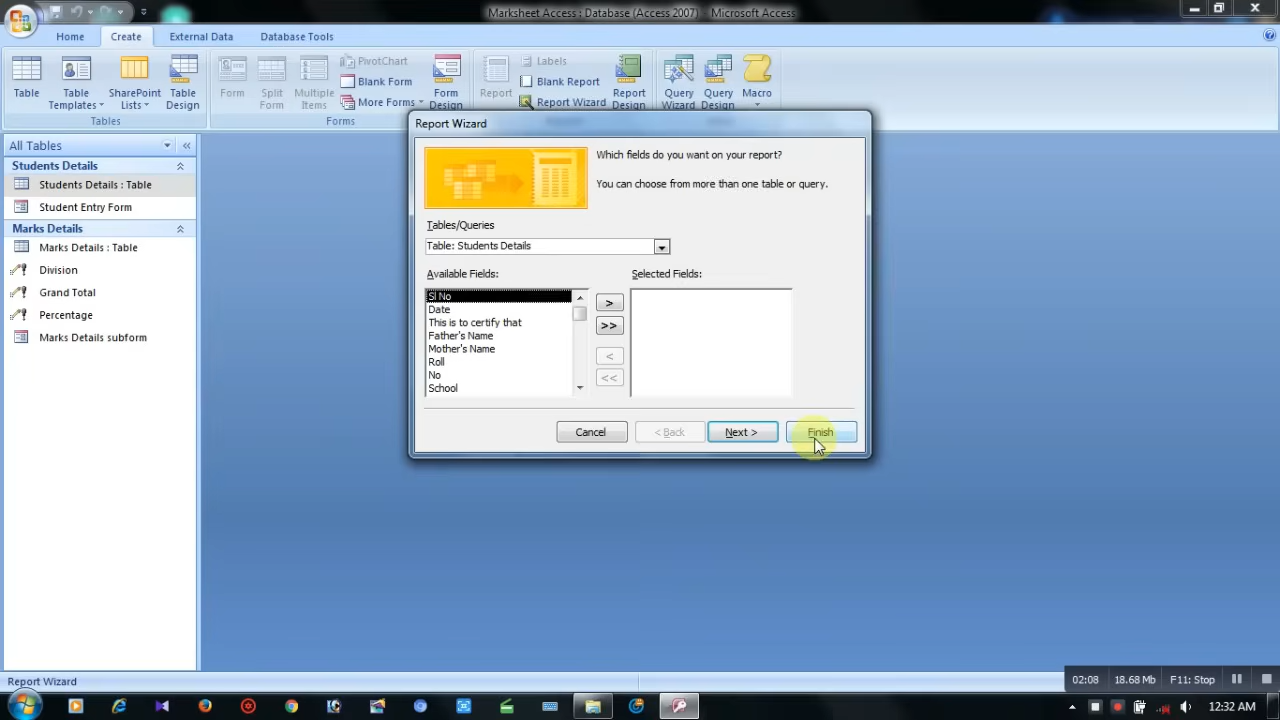 Marksheet Access : Database (Access 2007) - Microsoft Access
Home Create External Data Database Tools
Table
Table Templates
SharePoint Lists
Table Design
Tables
Form
Split Form
Multiple Items
PivotChart
Blank Form
More Forms
Form Design
Forms
Report
Labels
Blank Report
Report Wizard
Report Design
Query Wizard
Query Design
Macro
All Tables
Students Details
Students Details : Table
Student Entry Form
Marks Details
Marks Details : Table
Division
Grand Total
Percentage
Marks Details subform
Report Wizard
Which fields do you want on your report?
You can choose from more than one table or query.
Tables/Queries
Table: Students Details
Available Fields:
Selected Fields:
Sl No
Date
This is to certify that
Father's Name
Mother's Name
Roll
No
School
>
>>
<
<<
Cancel
< Back
Next >
Finish
Report Wizard
02:08 18.68 Mb F11: Stop
12:32 AM